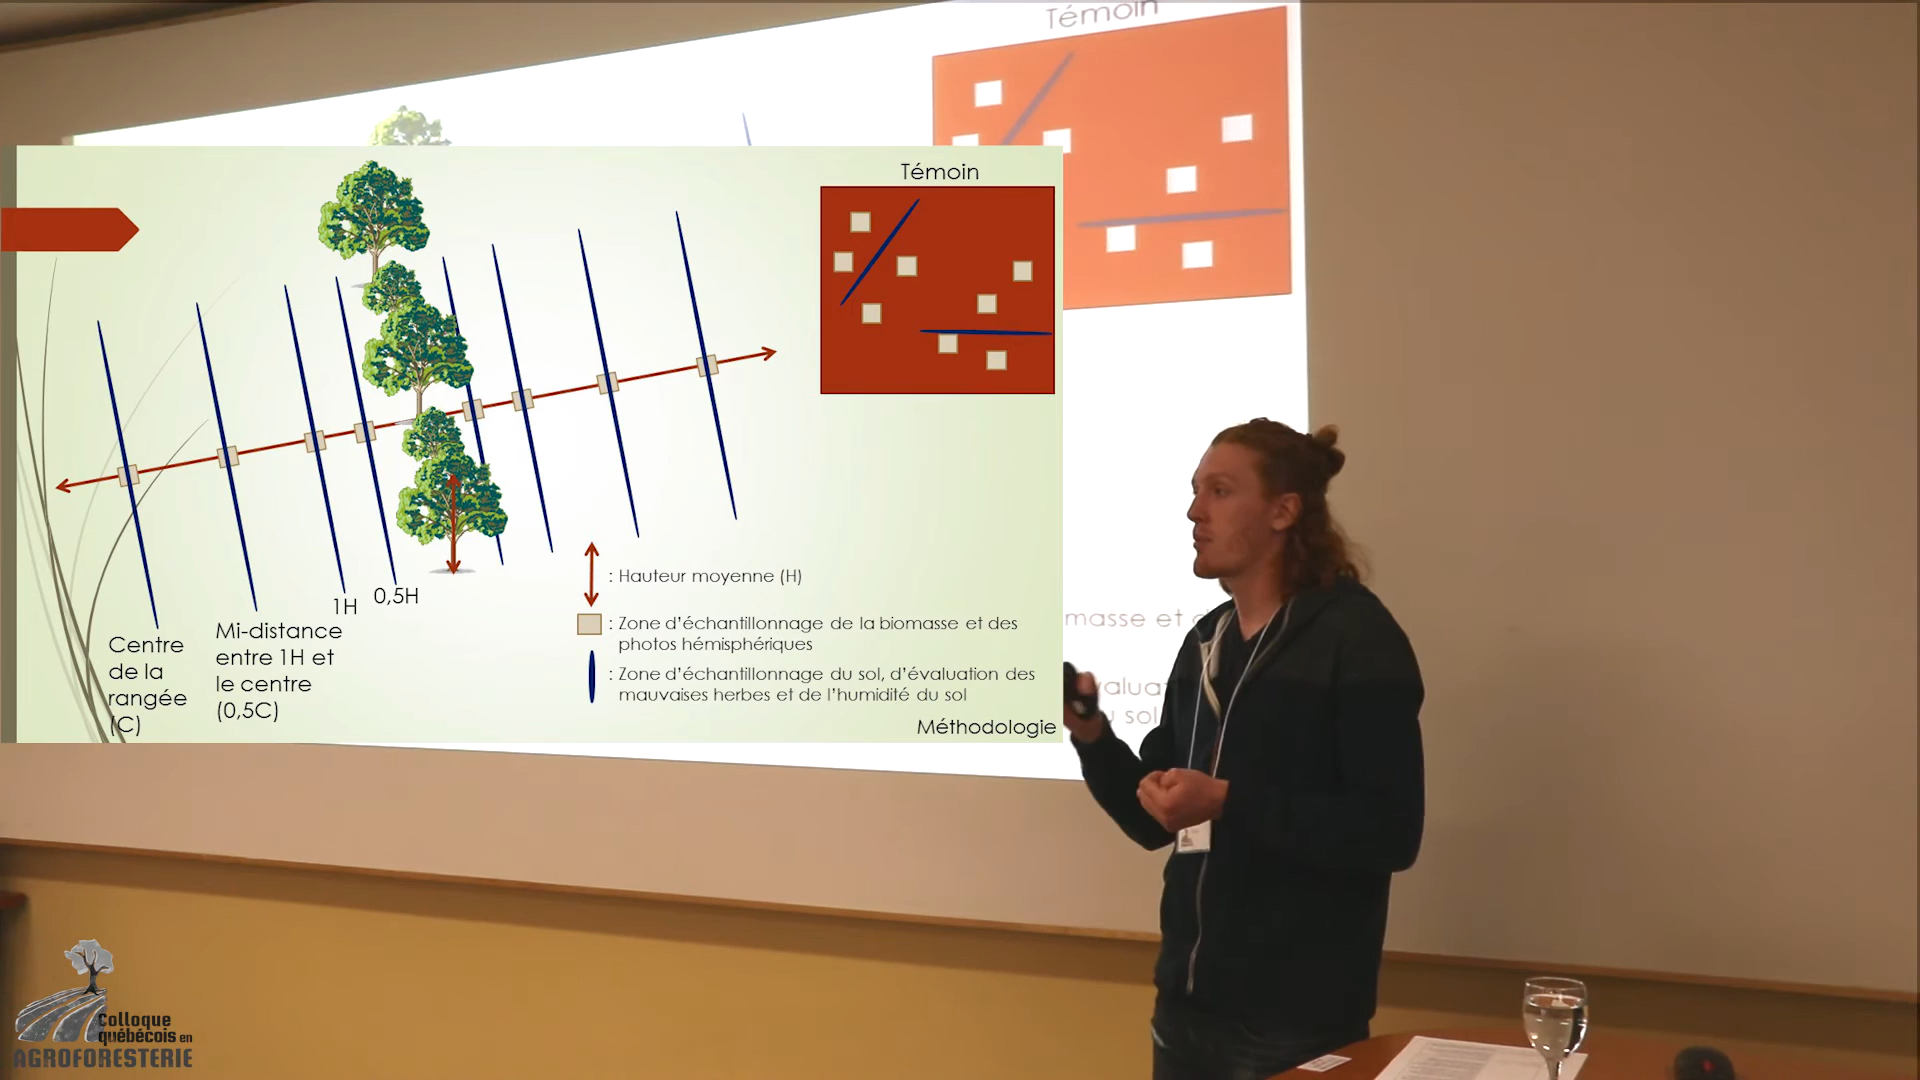 Témoin
Témoin
1H
0,5H
Centre
de la
rangée
(C)
Mi-distance
entre 1H et
le centre
(0,5C)
: Hauteur moyenne (H)
: Zone d'échantillonnage de la biomasse et des
photos hémisphériques
: Zone d'échantillonnage du sol, d'évaluation des
mauvaises herbes et de l'humidité du sol
Méthodologie
masse et
valua
u sol
Colloque
québécois en
AGROFORESTERIE